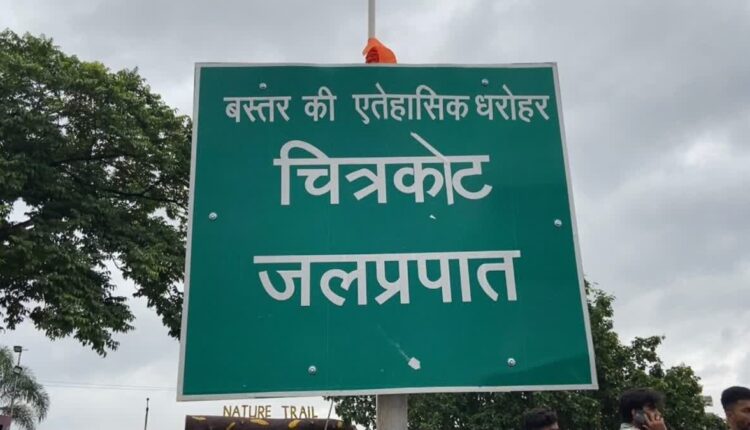 बस्तर की एतेहासिक धरोहर
चित्रकोट
जलप्रपात
NATURE TRAIL